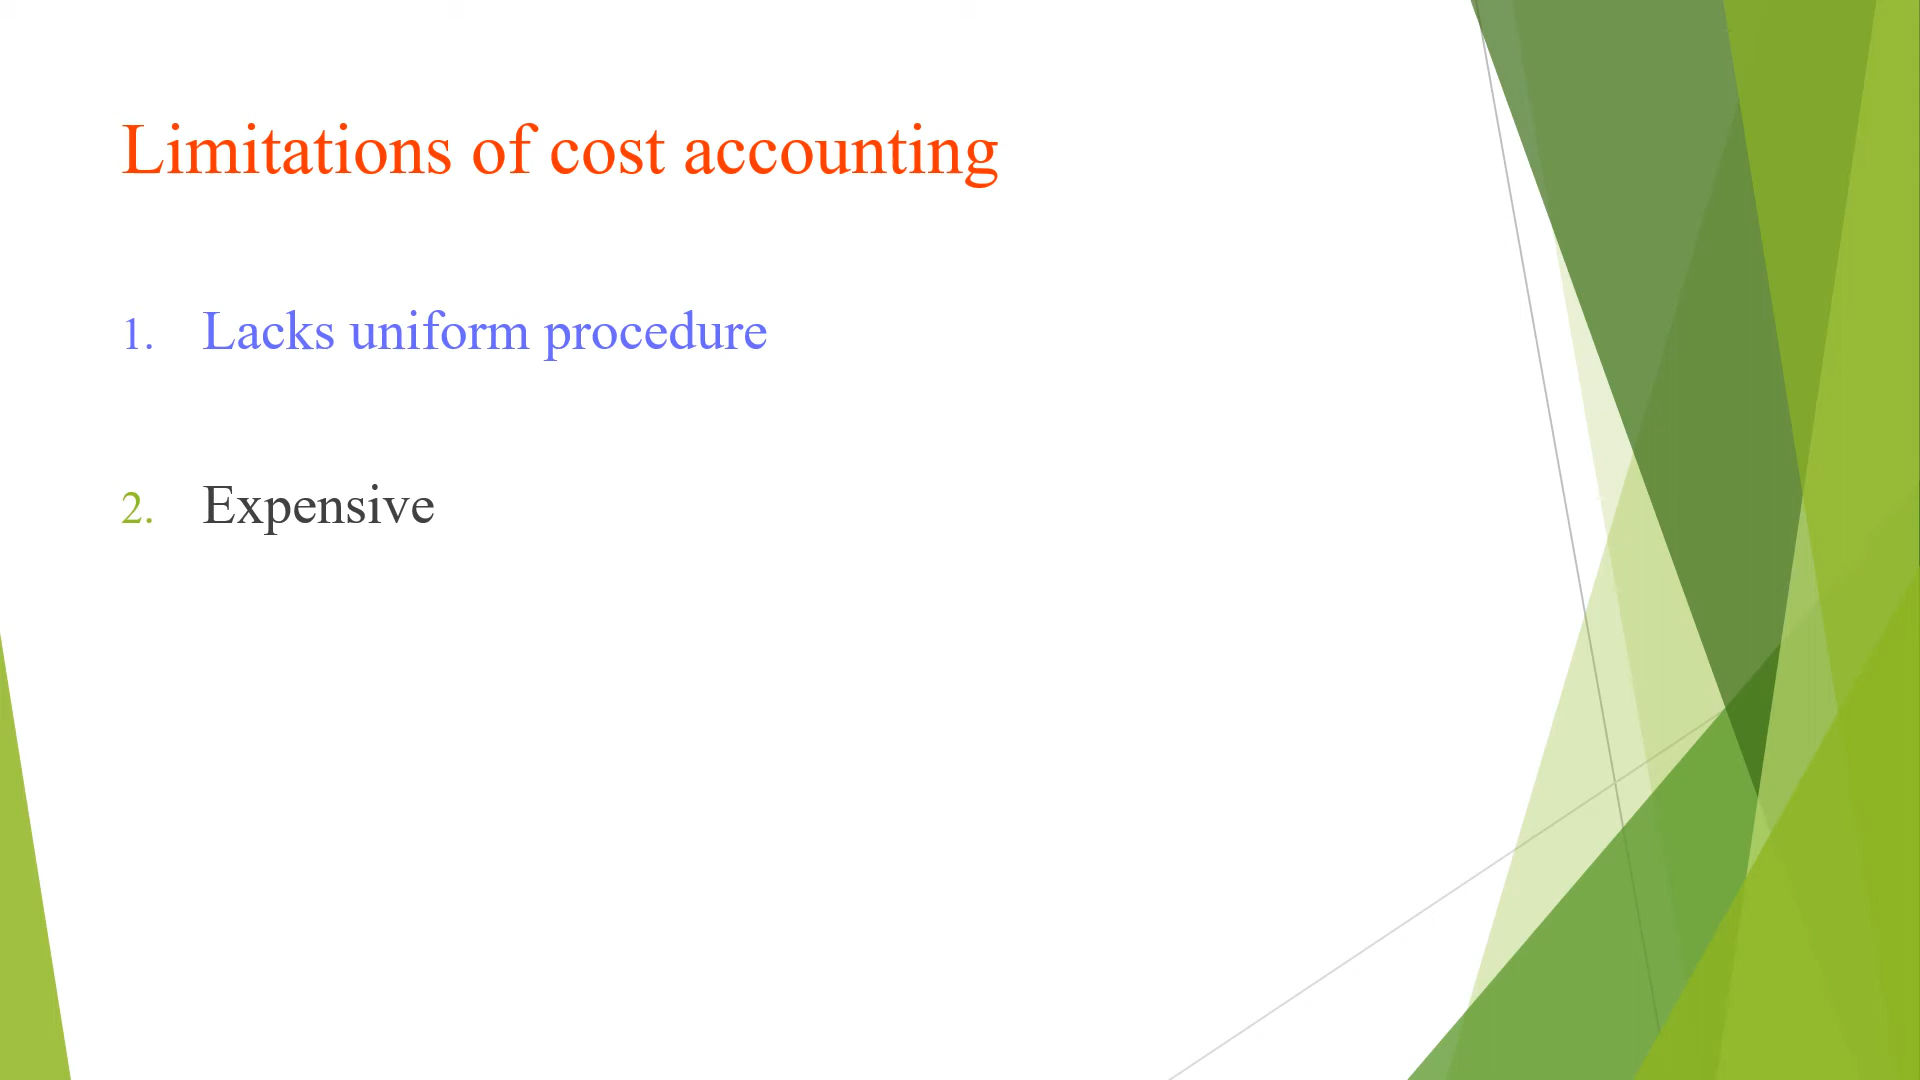 Limitations of cost accounting
1. Lacks uniform procedure
2. Expensive